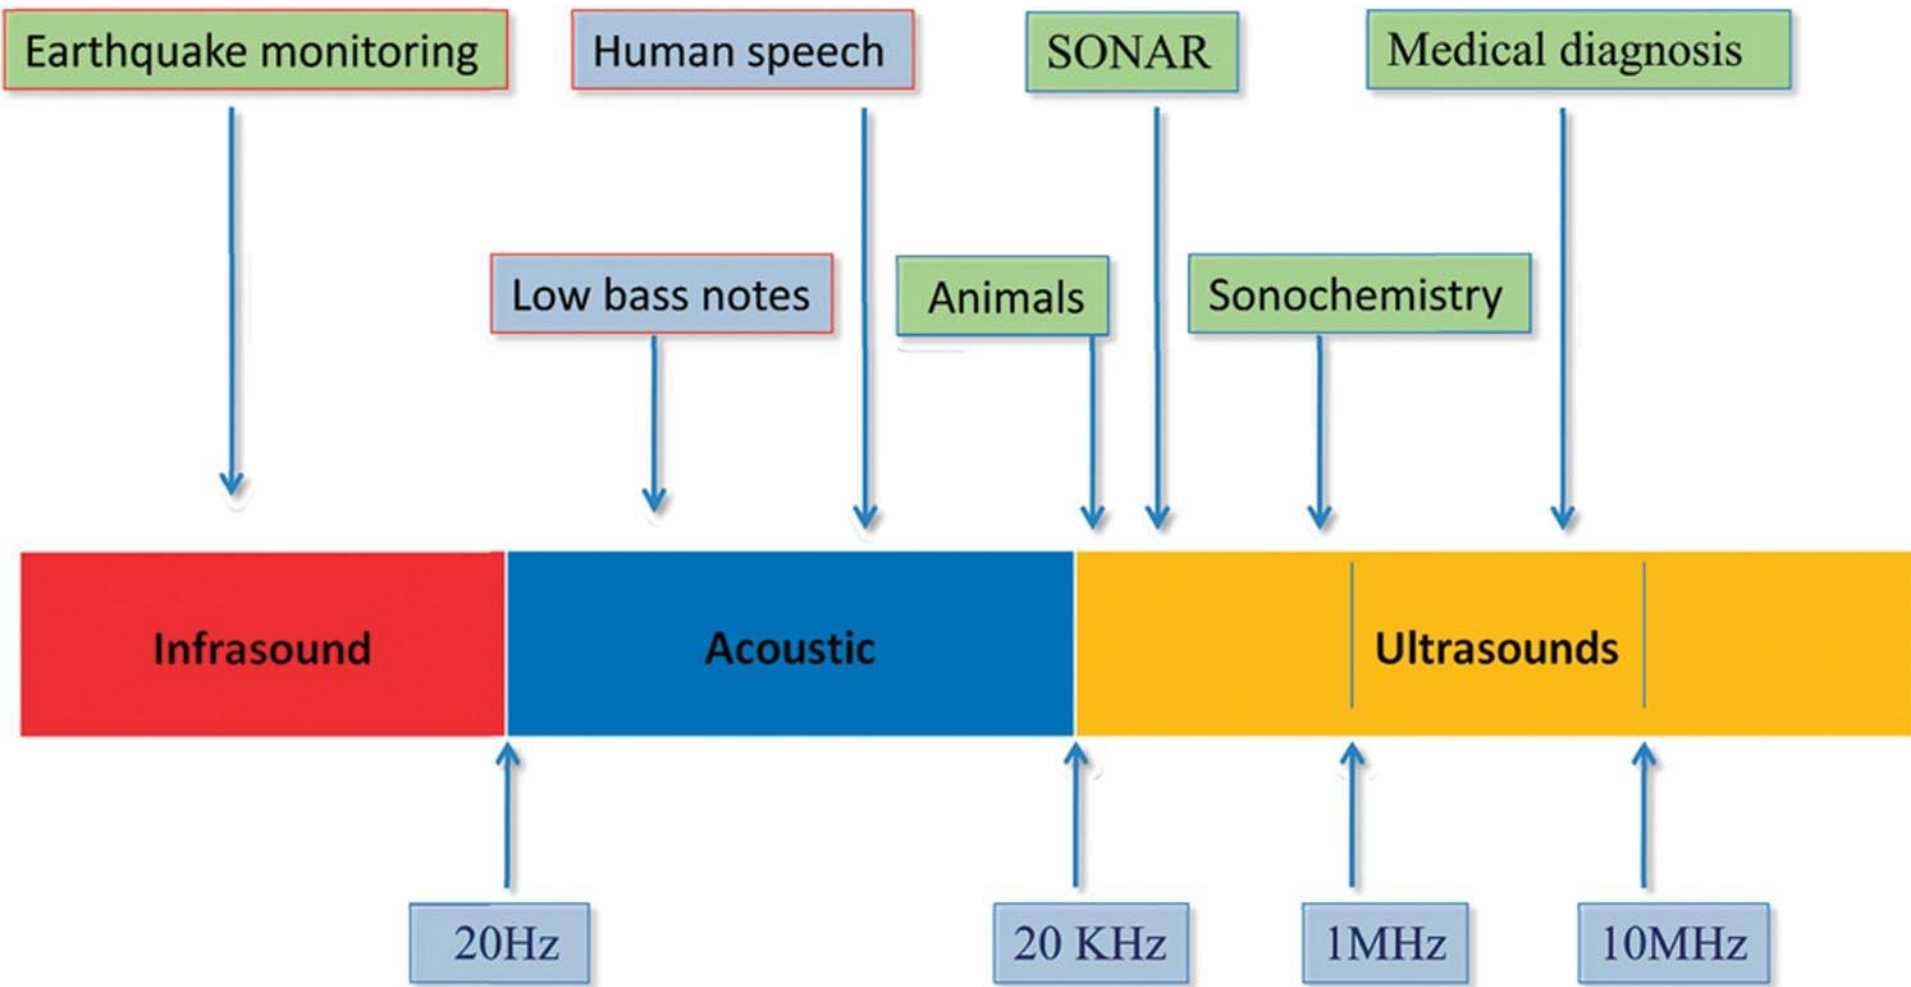 Earthquake monitoring
Human speech
SONAR
Medical diagnosis
Low bass notes
Animals
Sonochemistry
Infrasound
Acoustic
Ultrasounds
20Hz
20 KHz
1MHz
10MHz